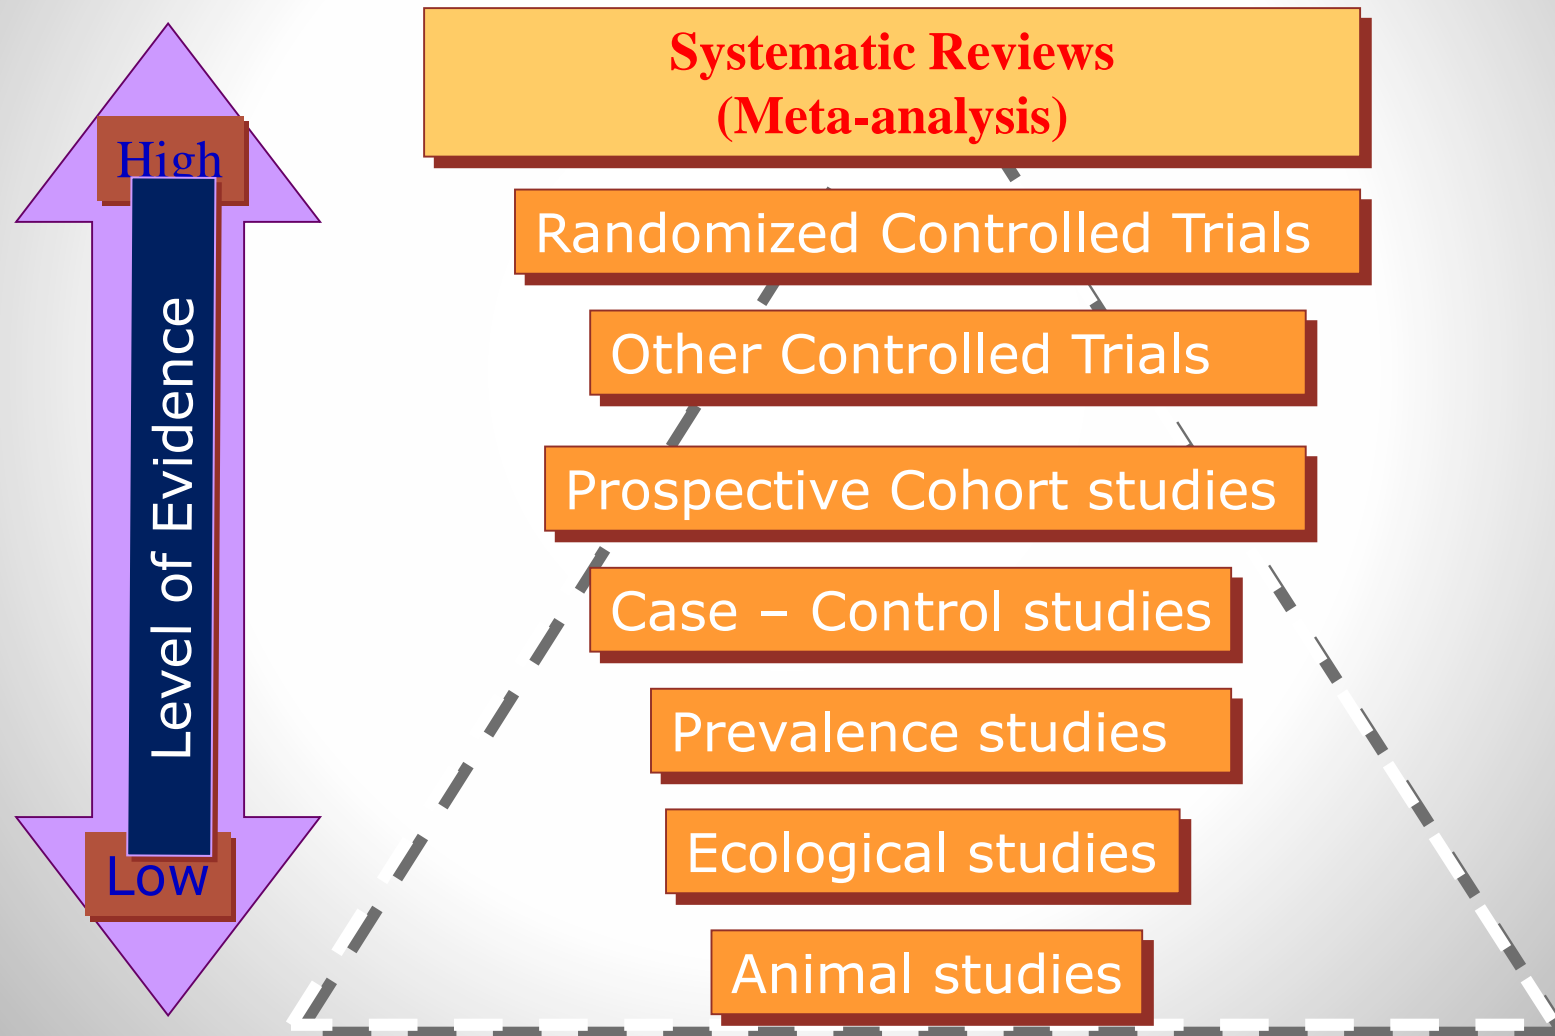 Systematic Reviews
(Meta-analysis)
High
Randomized Controlled Trials
Other Controlled Trials
Level of Evidence
Prospective Cohort studies
Case – Control studies
Prevalence studies
Ecological studies
Low
Animal studies